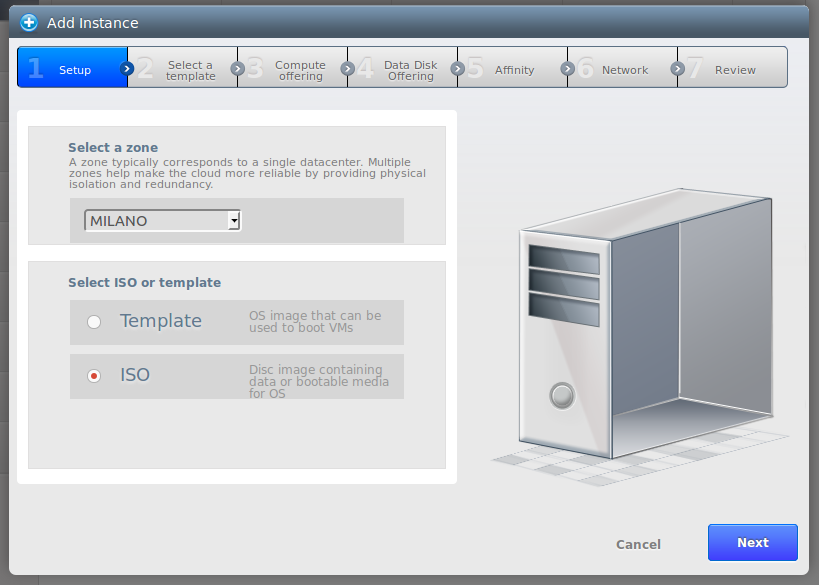 Add Instance
1 Setup
2 Select a
template
3 Compute
offering
4 Data Disk
Offering
5 Affinity
6 Network
7 Review
Select a zone
A zone typically corresponds to a single datacenter. Multiple
zones help make the cloud more reliable by providing physical
isolation and redundancy.
MILANO
Select ISO or template
Template
OS image that can be
used to boot VMs
ISO
Disc image containing
data or bootable media
for OS
Cancel
Next